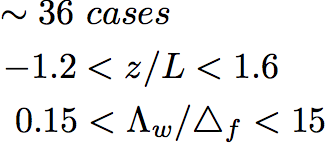 ∼ 36 cases
−1.2 < z/L < 1.6
0.15 < Λ_w/△_f < 15